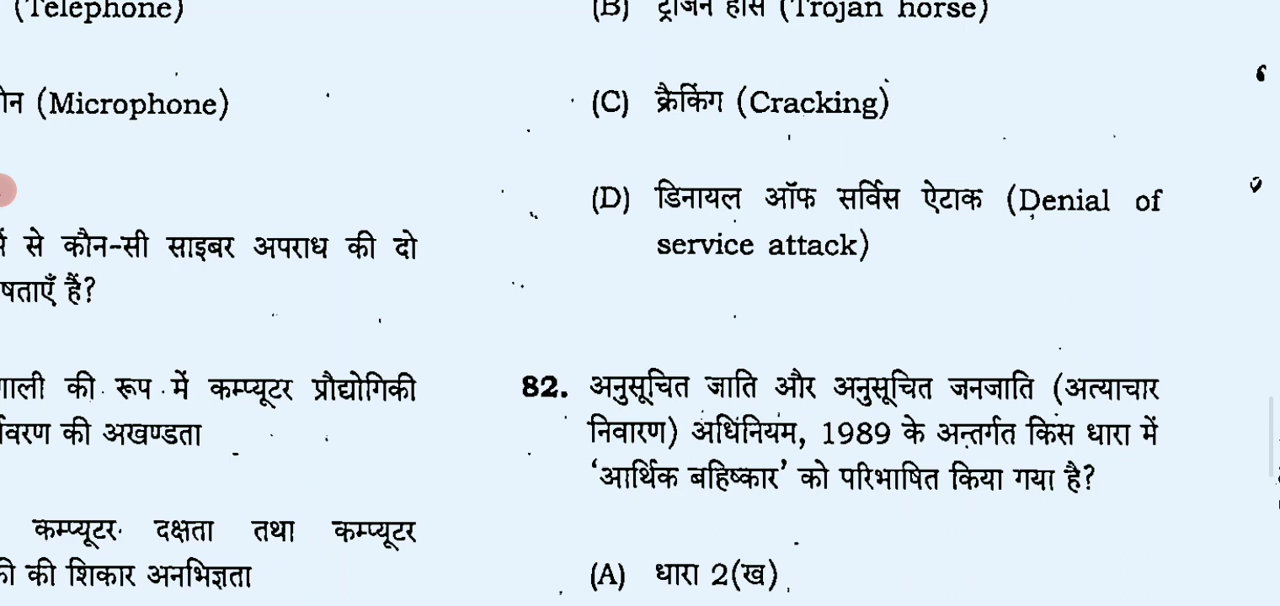 (Telephone)
(Microphone)
से कौन-सी साइबर अपराध की दो
हैं?
की रूप में कम्प्यूटर प्रौद्योगिकी
की अखण्डता
कम्प्यूटर दक्षता तथा कम्प्यूटर
की शिकार अनभिज्ञता
(B) ट्रोजन हॉर्स (Trojan horse)
(C) क्रैकिंग (Cracking)
(D) डिनायल ऑफ सर्विस ऐटाक (Denial of
service attack)
82. अनुसूचित जाति और अनुसूचित जनजाति (अत्याचार
निवारण) अधिनियम, 1989 के अन्तर्गत किस धारा में
‘आर्थिक बहिष्कार’ को परिभाषित किया गया है?
(A) धारा 2(ख)